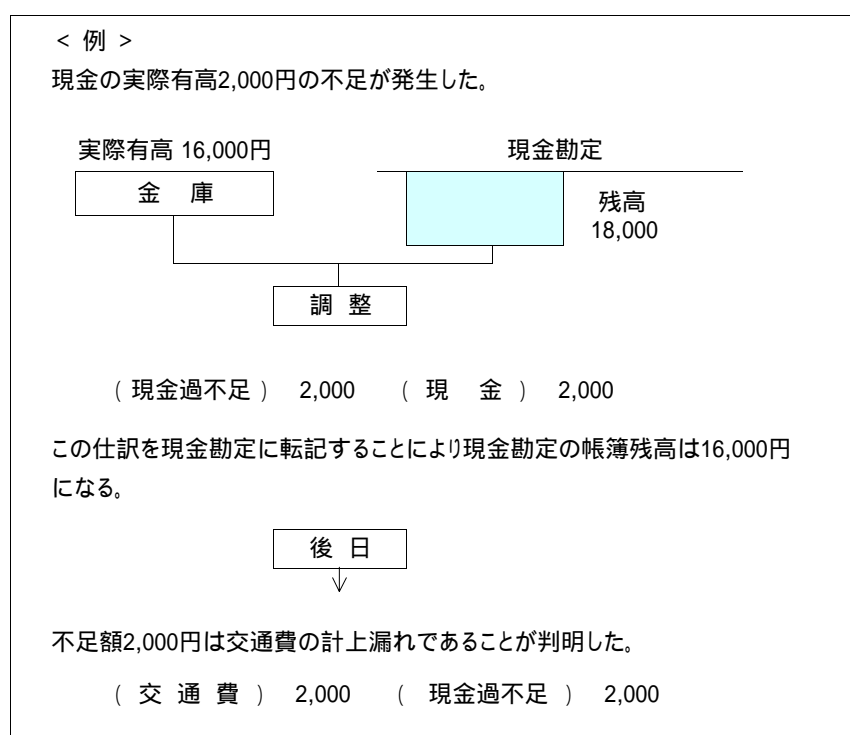 < 例 >
現金の実際有高2,000円の不足が発生した。
実際有高 16,000円 現金勘定
金 庫
残高
18,000
調 整
( 現金過不足 ) 2,000 ( 現 金 ) 2,000
この仕訳を現金勘定に転記することにより現金勘定の帳簿残高は16,000円
になる。
後 日
不足額2,000円は交通費の計上漏れであることが判明した。
( 交 通 費 ) 2,000 ( 現金過不足 ) 2,000